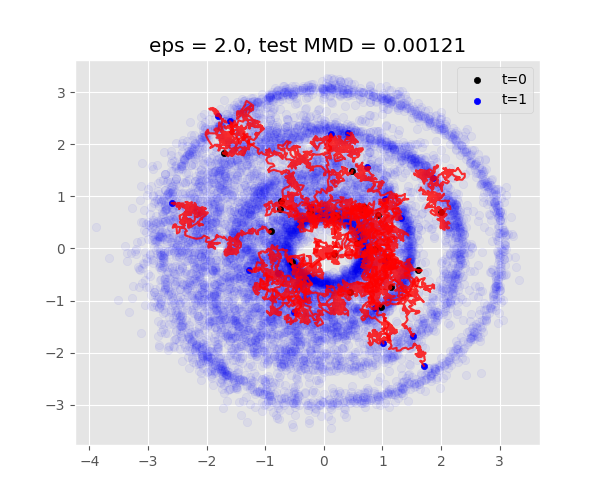 eps = 2.0, test MMD = 0.00121
t=0
t=1
3
2
1
0
−1
−2
−3
−4 −3 −2 −1 0 1 2 3